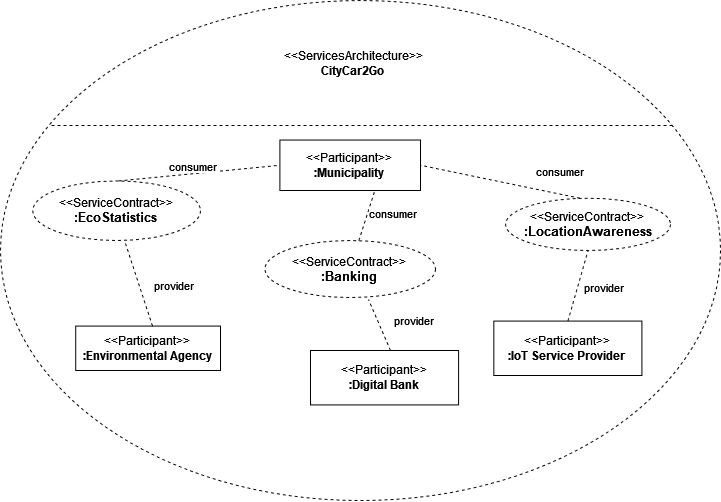 <<ServicesArchitecture>>
CityCar2Go
<<Participant>>
:Municipality
consumer
consumer
consumer
<<ServiceContract>>
:EcoStatistics
<<ServiceContract>>
:LocationAwareness
<<ServiceContract>>
:Banking
provider
provider
provider
<<Participant>>
:Environmental Agency
<<Participant>>
:IoT Service Provider
<<Participant>>
:Digital Bank